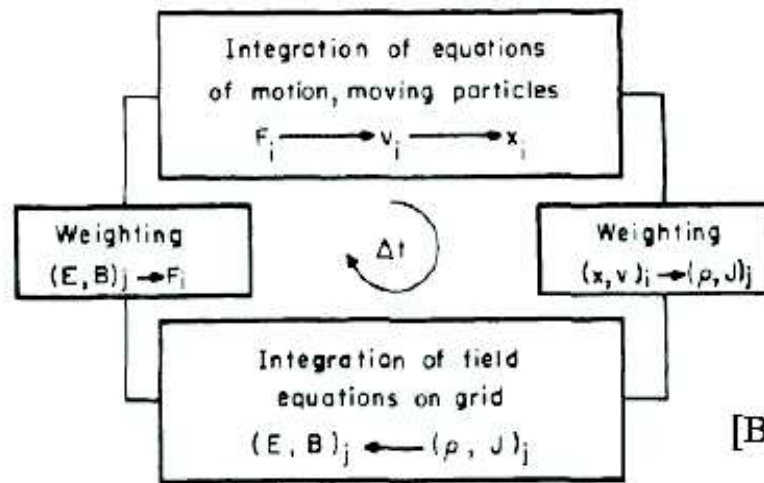 Integration of equations
of motion, moving particles
F_i → v_i → x_i
Weighting
(E, B)_j → F_i
Δt
Weighting
(x, v)_i → (ρ, J)_j
Integration of field
equations on grid
(E, B)_j ← (ρ, J)_j
[B